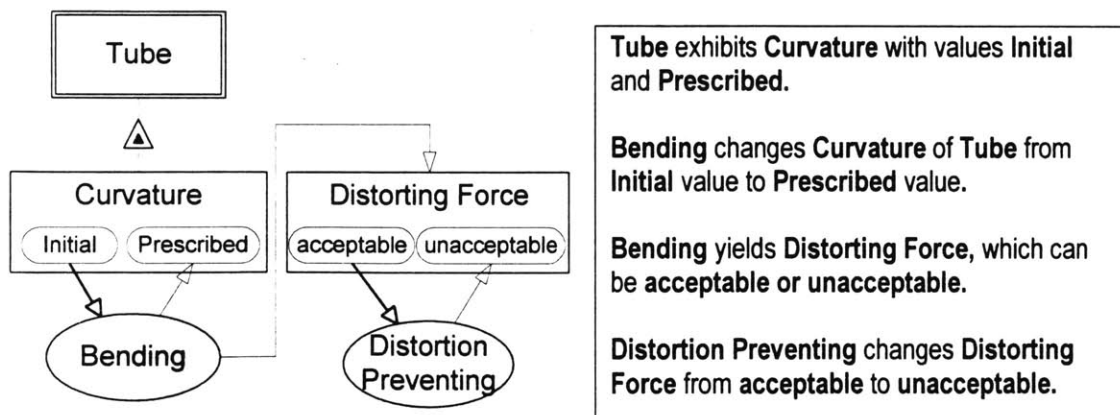 Tube
Curvature
Initial
Prescribed
Bending
Distorting Force
acceptable
unacceptable
Distortion
Preventing
Tube exhibits Curvature with values Initial
and Prescribed.
Bending changes Curvature of Tube from
Initial value to Prescribed value.
Bending yields Distorting Force, which can
be acceptable or unacceptable.
Distortion Preventing changes Distorting
Force from acceptable to unacceptable.